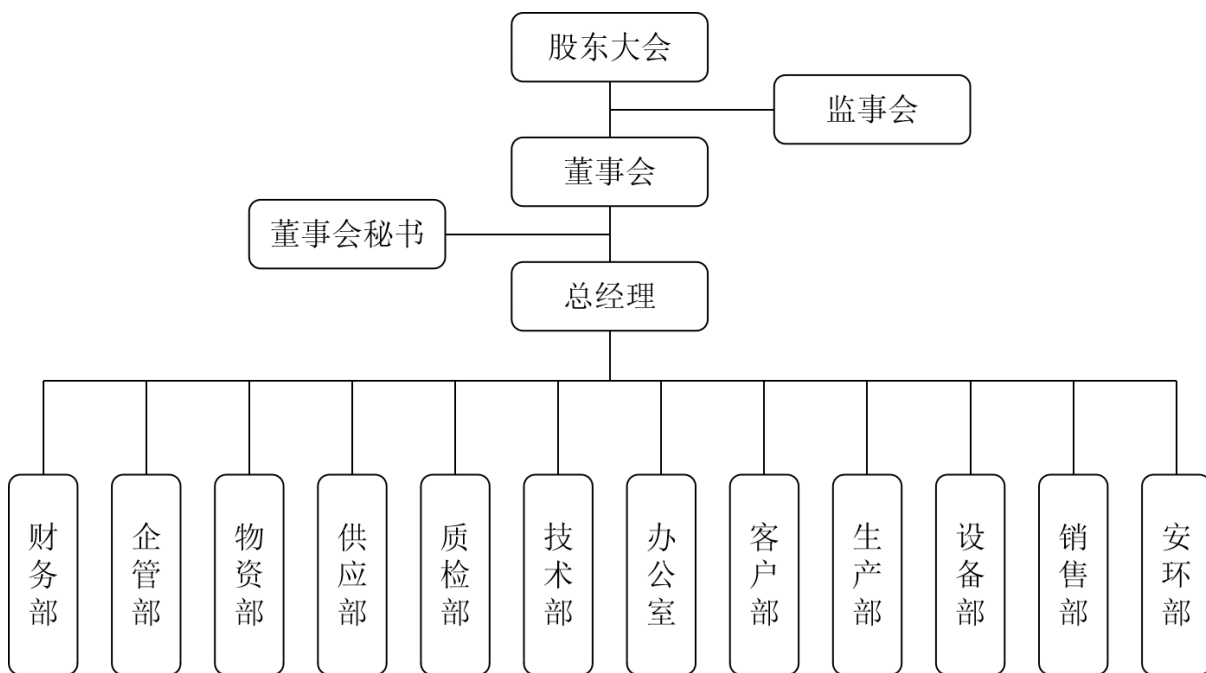 股东大会
监事会
董事会
董事会秘书
总经理
财务部
企管部
物资部
供应部
质检部
技术部
办公室
客户部
生产部
设备部
销售部
安环部